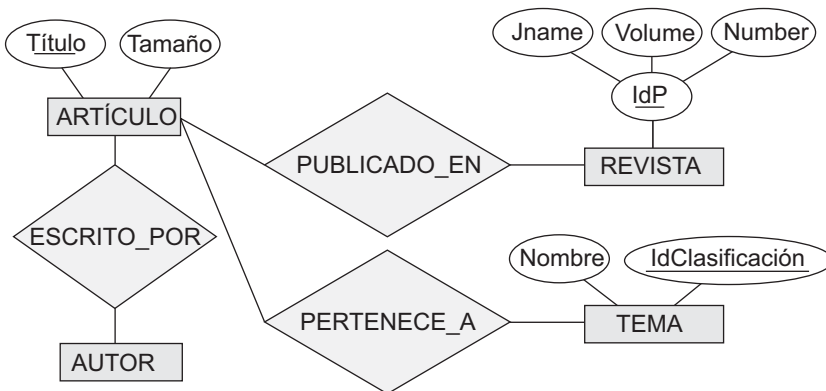 Jname
Volume
Number
Título
Tamaño
IdP
ARTÍCULO
PUBLICADO_EN
REVISTA
ESCRITO_POR
Nombre
IdClasificación
PERTENECE_A
TEMA
AUTOR